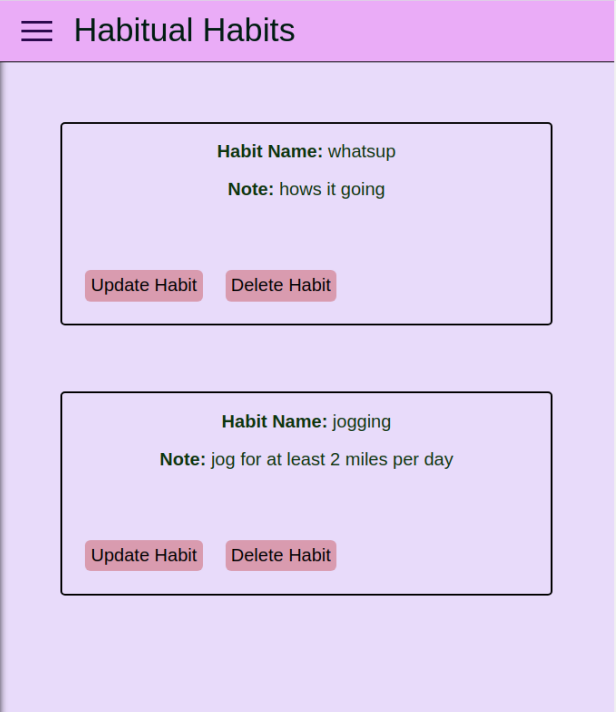 Habitual Habits
Habit Name: whatsup
Note: hows it going
Update Habit Delete Habit
Habit Name: jogging
Note: jog for at least 2 miles per day
Update Habit Delete Habit